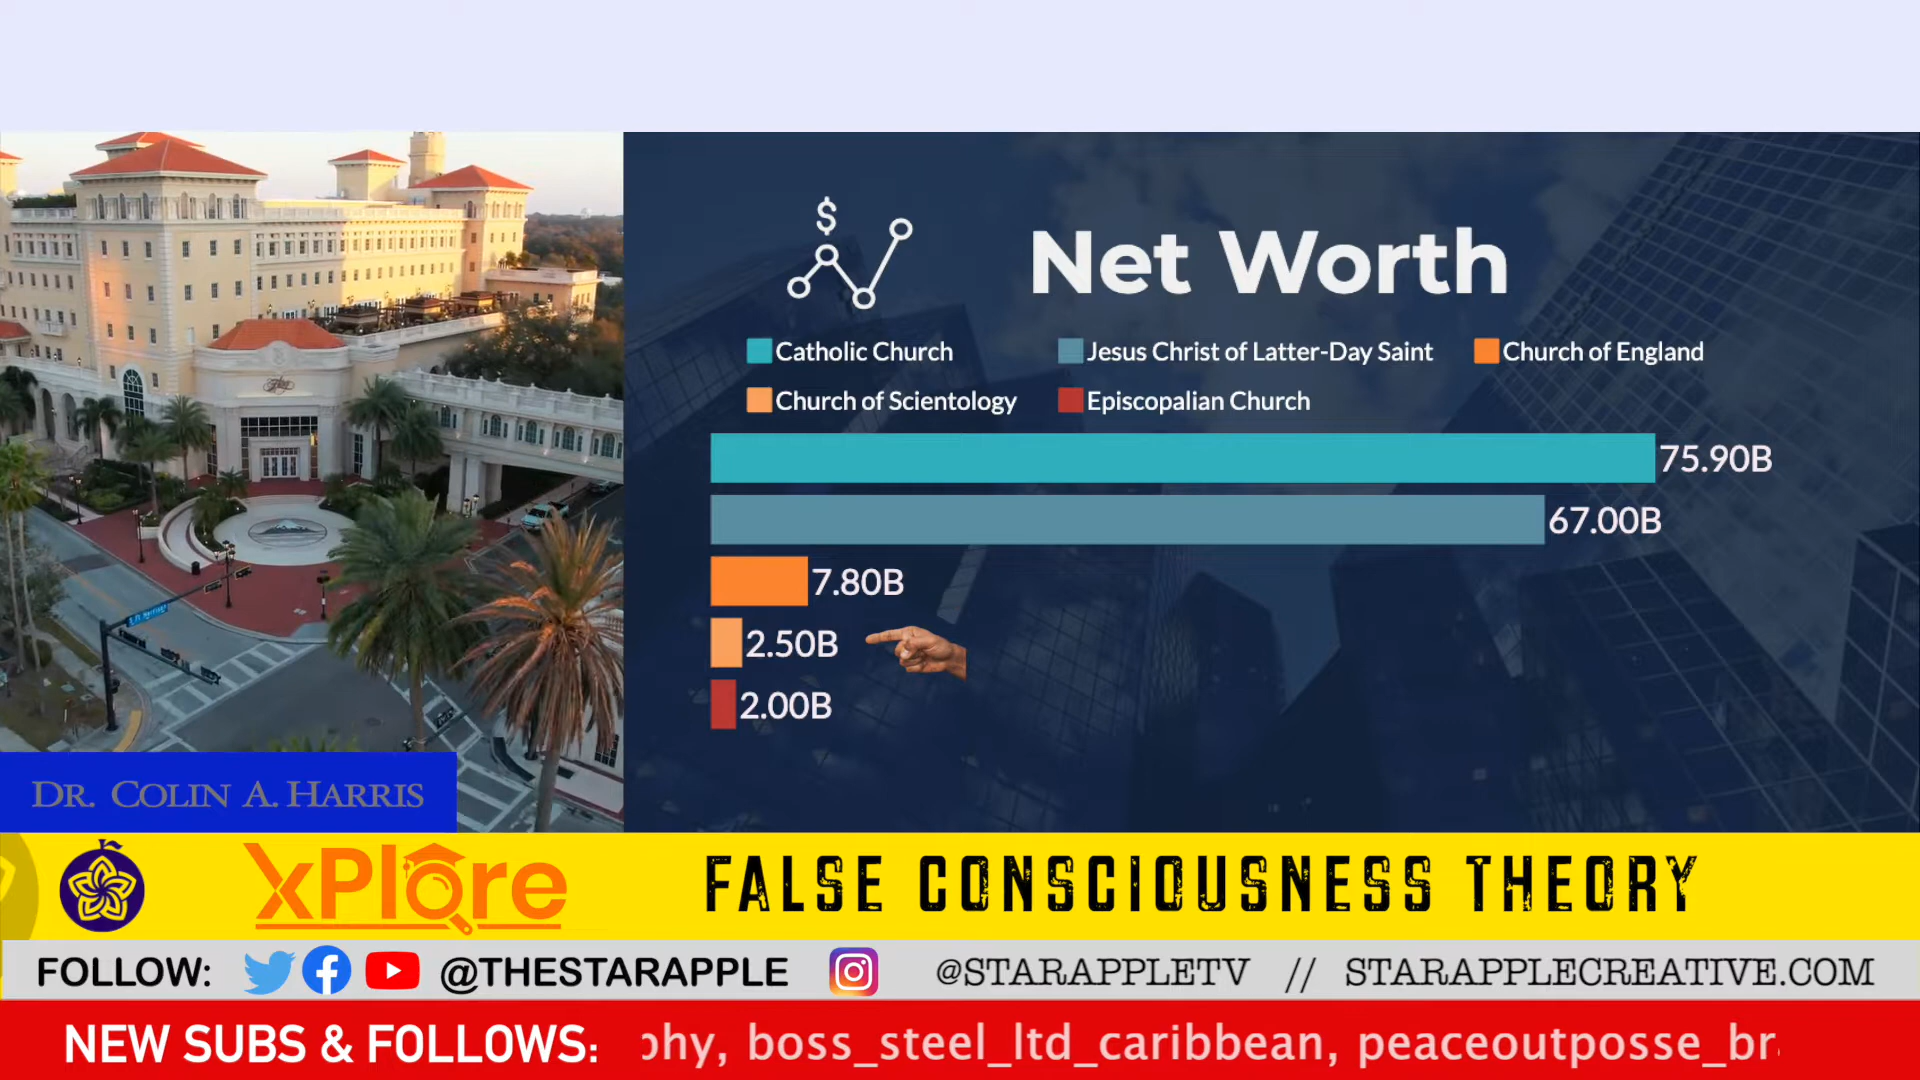 $
Net Worth
Catholic Church
Jesus Christ of Latter-Day Saint
Church of England
Church of Scientology
Episcopalian Church
75.90B
67.00B
7.80B
2.50B
2.00B
DR. COLIN A. HARRIS
xPlore
FALSE CONSCIOUSNESS THEORY
FOLLOW: @THESTARAPPLE @STARAPPLETV // STARAPPLECREATIVE.COM
NEW SUBS & FOLLOWS: phy, boss_steel_ltd_caribbean, peaceoutposse_br